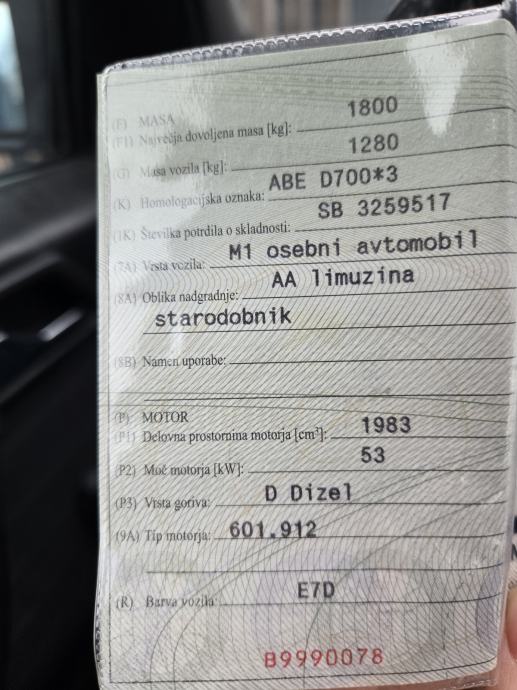 (F) MASA
(F1) Največja dovoljena masa [kg]: 1800
(G) Masa vozila [kg]: 1280
(K) Homologacijska oznaka: ABE D700*3
(1K) Številka potrdila o skladnosti: SB 3259517
(7A) Vrsta vozila: M1 osebni avtomobil
(8A) Oblika nadgradnje: AA limuzina
starodobnik
(8B) Namen uporabe:
(P) MOTOR
(P1) Delovna prostornina motorja [cm³]: 1983
(P2) Moč motorja [kW]: 53
(P3) Vrsta goriva: D Dizel
(9A) Tip motorja: 601.912
(R) Barva vozila: E7D
B9990078